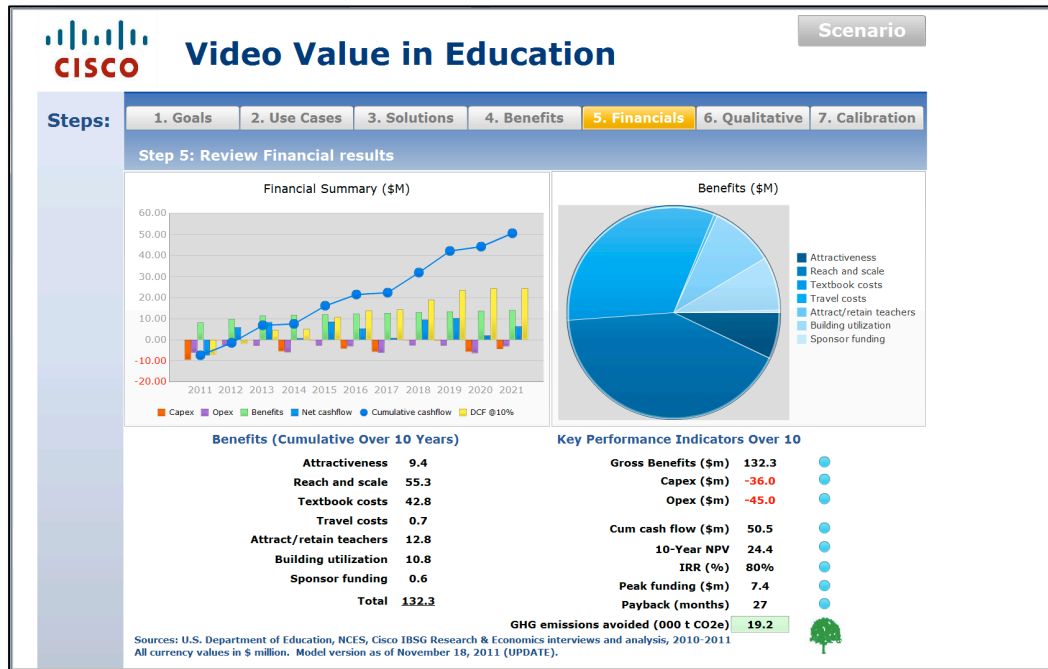 Scenario
CISCO
Video Value in Education
Steps:
1. Goals
2. Use Cases
3. Solutions
4. Benefits
5. Financials
6. Qualitative
7. Calibration
Step 5: Review Financial results
Financial Summary ($M)
60.00
50.00
40.00
30.00
20.00
10.00
0.00
-10.00
-20.00
2011 2012 2013 2014 2015 2016 2017 2018 2019 2020 2021
Capex Opex Benefits Net cashflow Cumulative cashflow DCF @10%
Benefits ($M)
Attractiveness
Reach and scale
Textbook costs
Travel costs
Attract/retain teachers
Building utilization
Sponsor funding
Benefits (Cumulative Over 10 Years)
Attractiveness 9.4
Reach and scale 55.3
Textbook costs 42.8
Travel costs 0.7
Attract/retain teachers 12.8
Building utilization 10.8
Sponsor funding 0.6
Total 132.3
Key Performance Indicators Over 10
Gross Benefits ($m) 132.3
Capex ($m) -36.0
Opex ($m) -45.0
Cum cash flow ($m) 50.5
10-Year NPV 24.4
IRR (%) 80%
Peak funding ($m) 7.4
Payback (months) 27
GHG emissions avoided (000 t CO2e) 19.2
Sources: U.S. Department of Education, NCES, Cisco IBSG Research & Economics interviews and analysis, 2010-2011
All currency values in $ million. Model version as of November 18, 2011 (UPDATE).